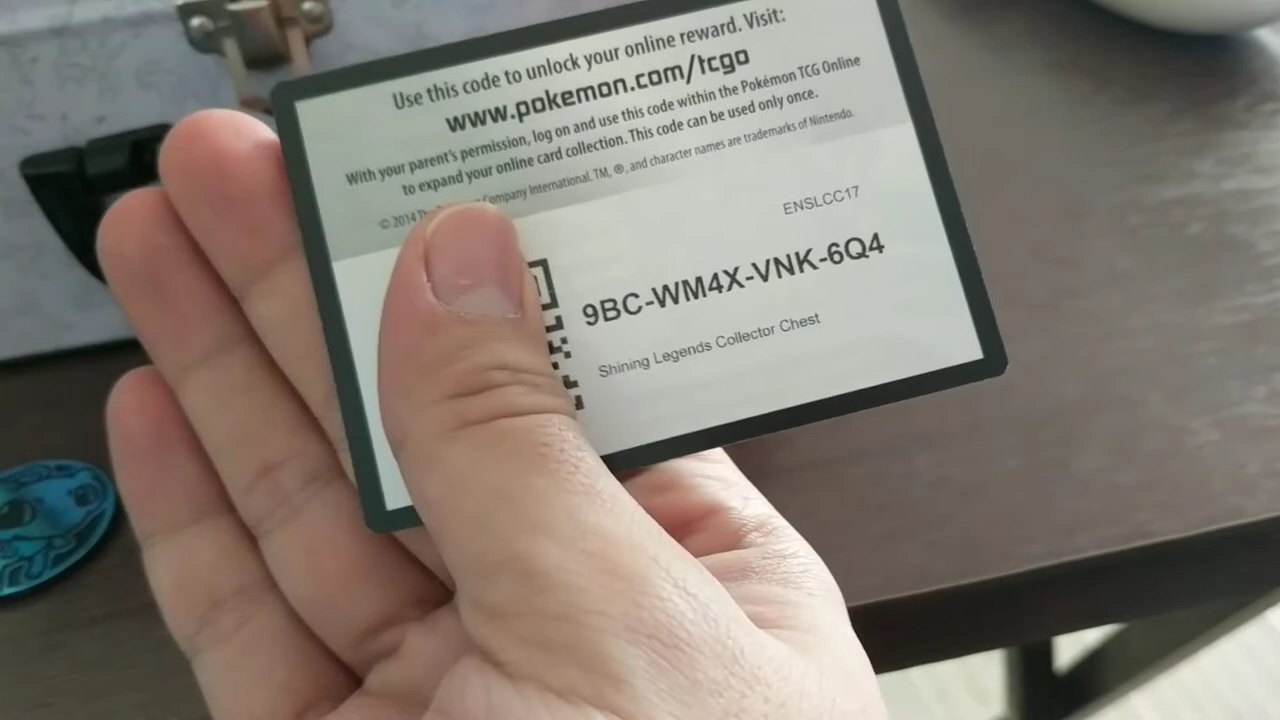 Use this code to unlock your online reward. Visit:
www.pokemon.com/tcgo
With your parent's permission, log on and use this code within the Pokémon TCG Online
to expand your online card collection. This code can be used only once.
© 2014 Company International. TM, ®, and character names are trademarks of Nintendo.
ENSLCC17
9BC-WM4X-VNK-6Q4
Shining Legends Collector Chest